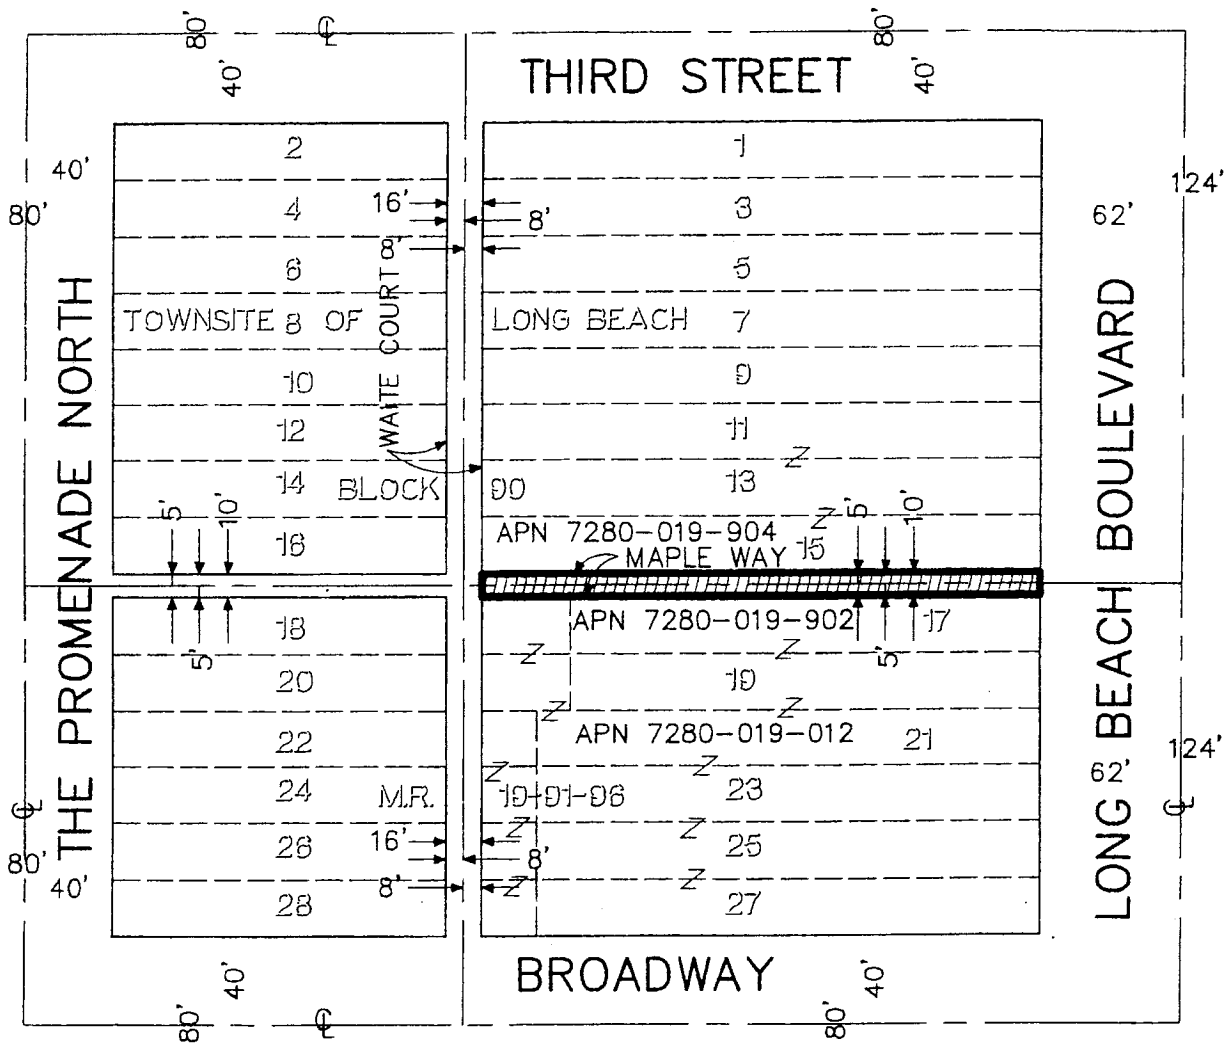 80'
℄
80'
40'
THIRD STREET
40'
2
1
40'
124'
80'
4
16'
3
8'
62'
8'
6
5
TOWNSITE 8 OF
LONG BEACH 7
WAITE COURT
10
9
12
11
Z
14
BLOCK
90
13
5'
10'
APN 7280-019-904
Z
5'
10'
16
15
MAPLE WAY
THE PROMENADE NORTH
LONG BEACH BOULEVARD
18
APN 7280-019-902
17
5'
Z
Z
5'
20
19
Z
Z
22
APN 7280-019-012
21
124'
Z
Z
62'
24
M.R.
19-91-96
23
℄
℄
16'
Z
Z
26
25
80'
8'
40'
8'
Z
Z
28
27
BROADWAY
40'
40'
80'
℄
80'